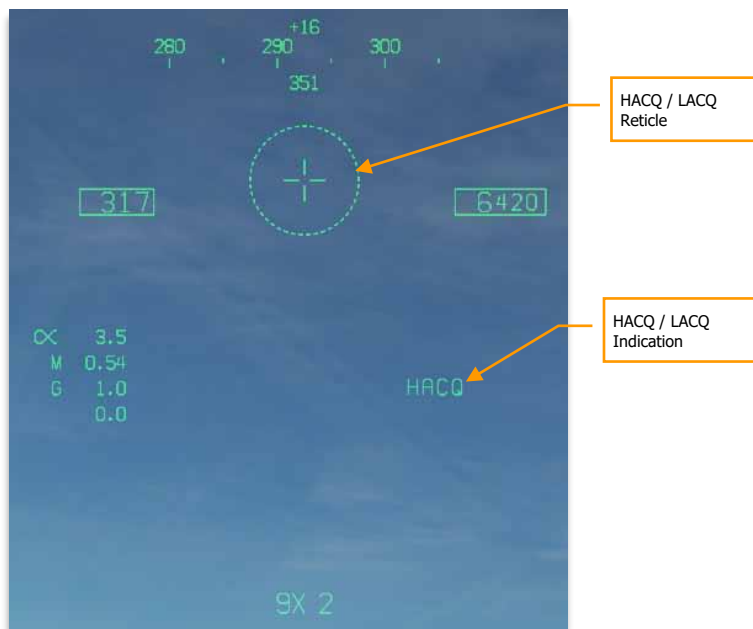 +16
280 290 300
351
HACQ / LACQ
Reticle
317
6420
HACQ / LACQ
Indication
α 3.5
M 0.54
G 1.0
0.0
HACQ
9X 2